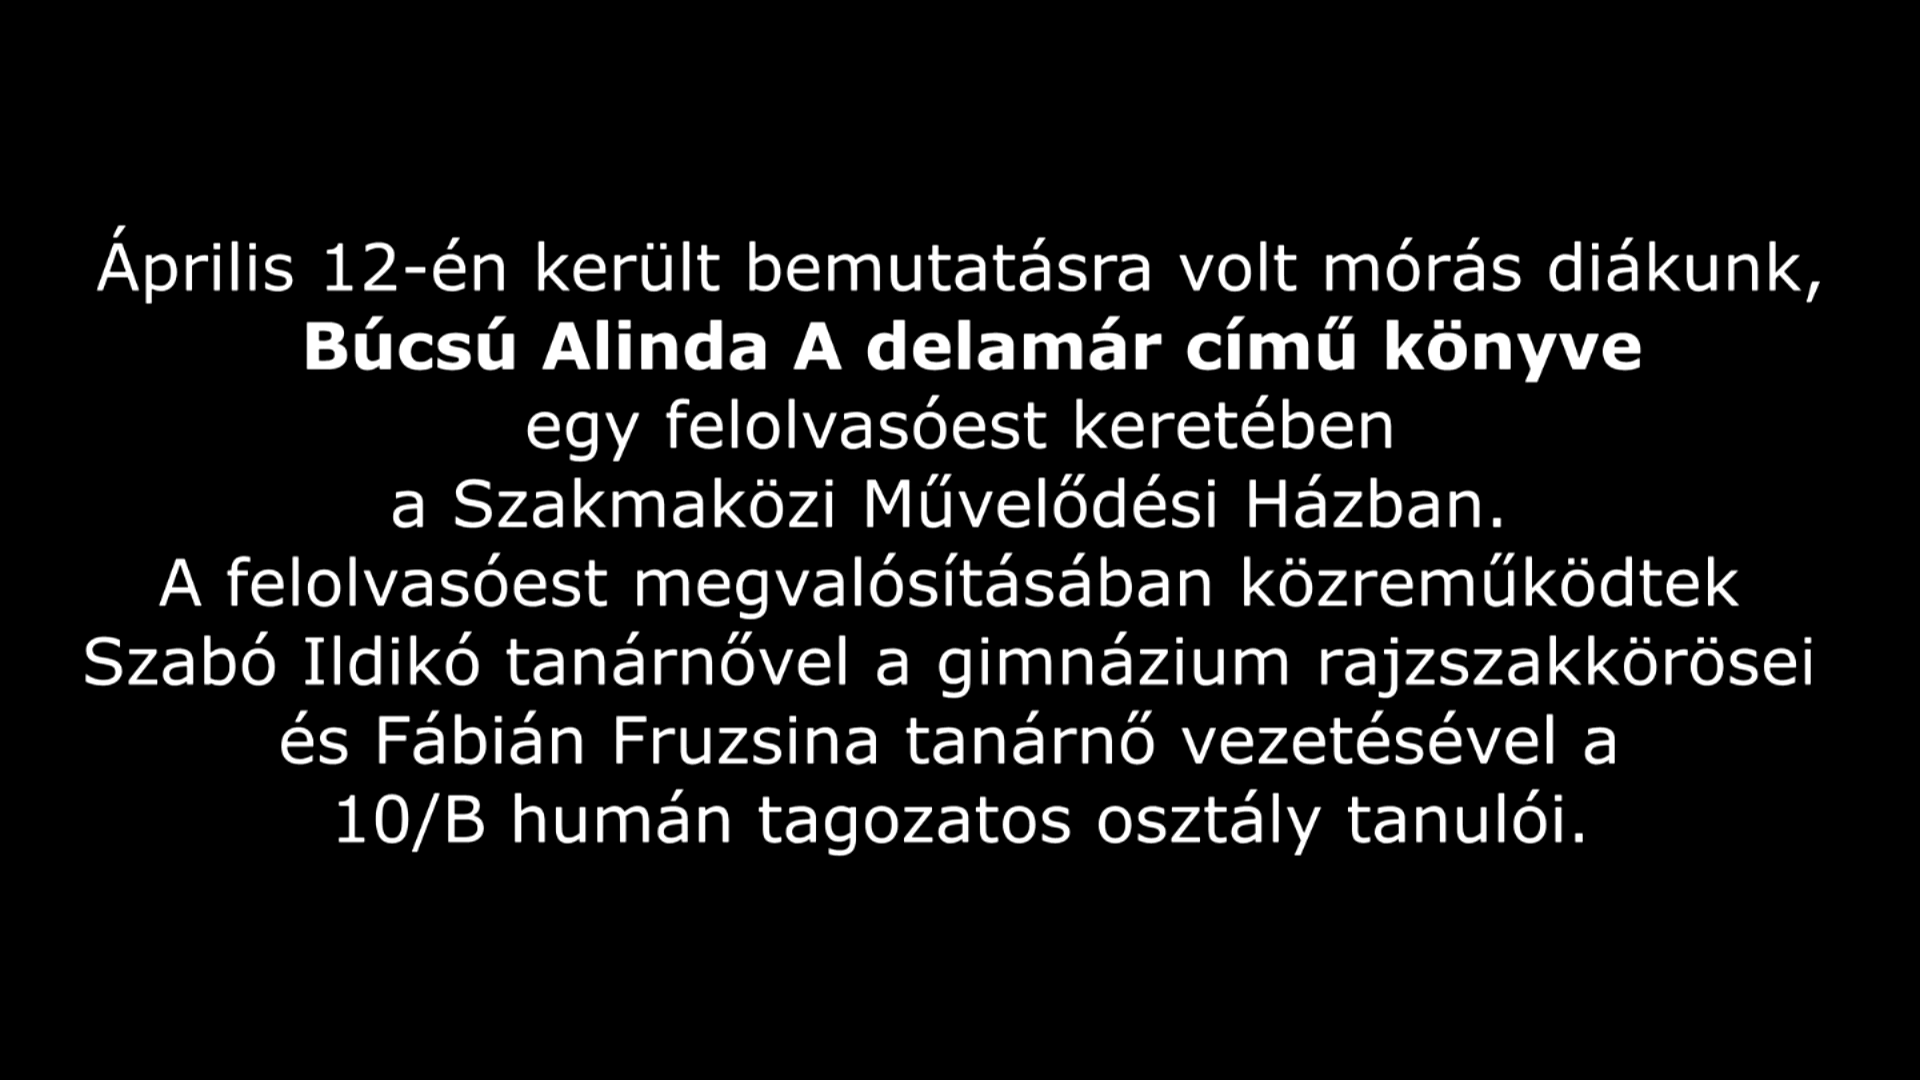 Április 12-én került bemutatásra volt mórás diákunk,
Búcsú Alinda A delamár című könyve
egy felolvasóest keretében
a Szakmaközi Művelődési Házban.
A felolvasóest megvalósításában közreműködtek
Szabó Ildikó tanárnővel a gimnázium rajzszakkörösei
és Fábián Fruzsina tanárnő vezetésével a
10/B humán tagozatos osztály tanulói.